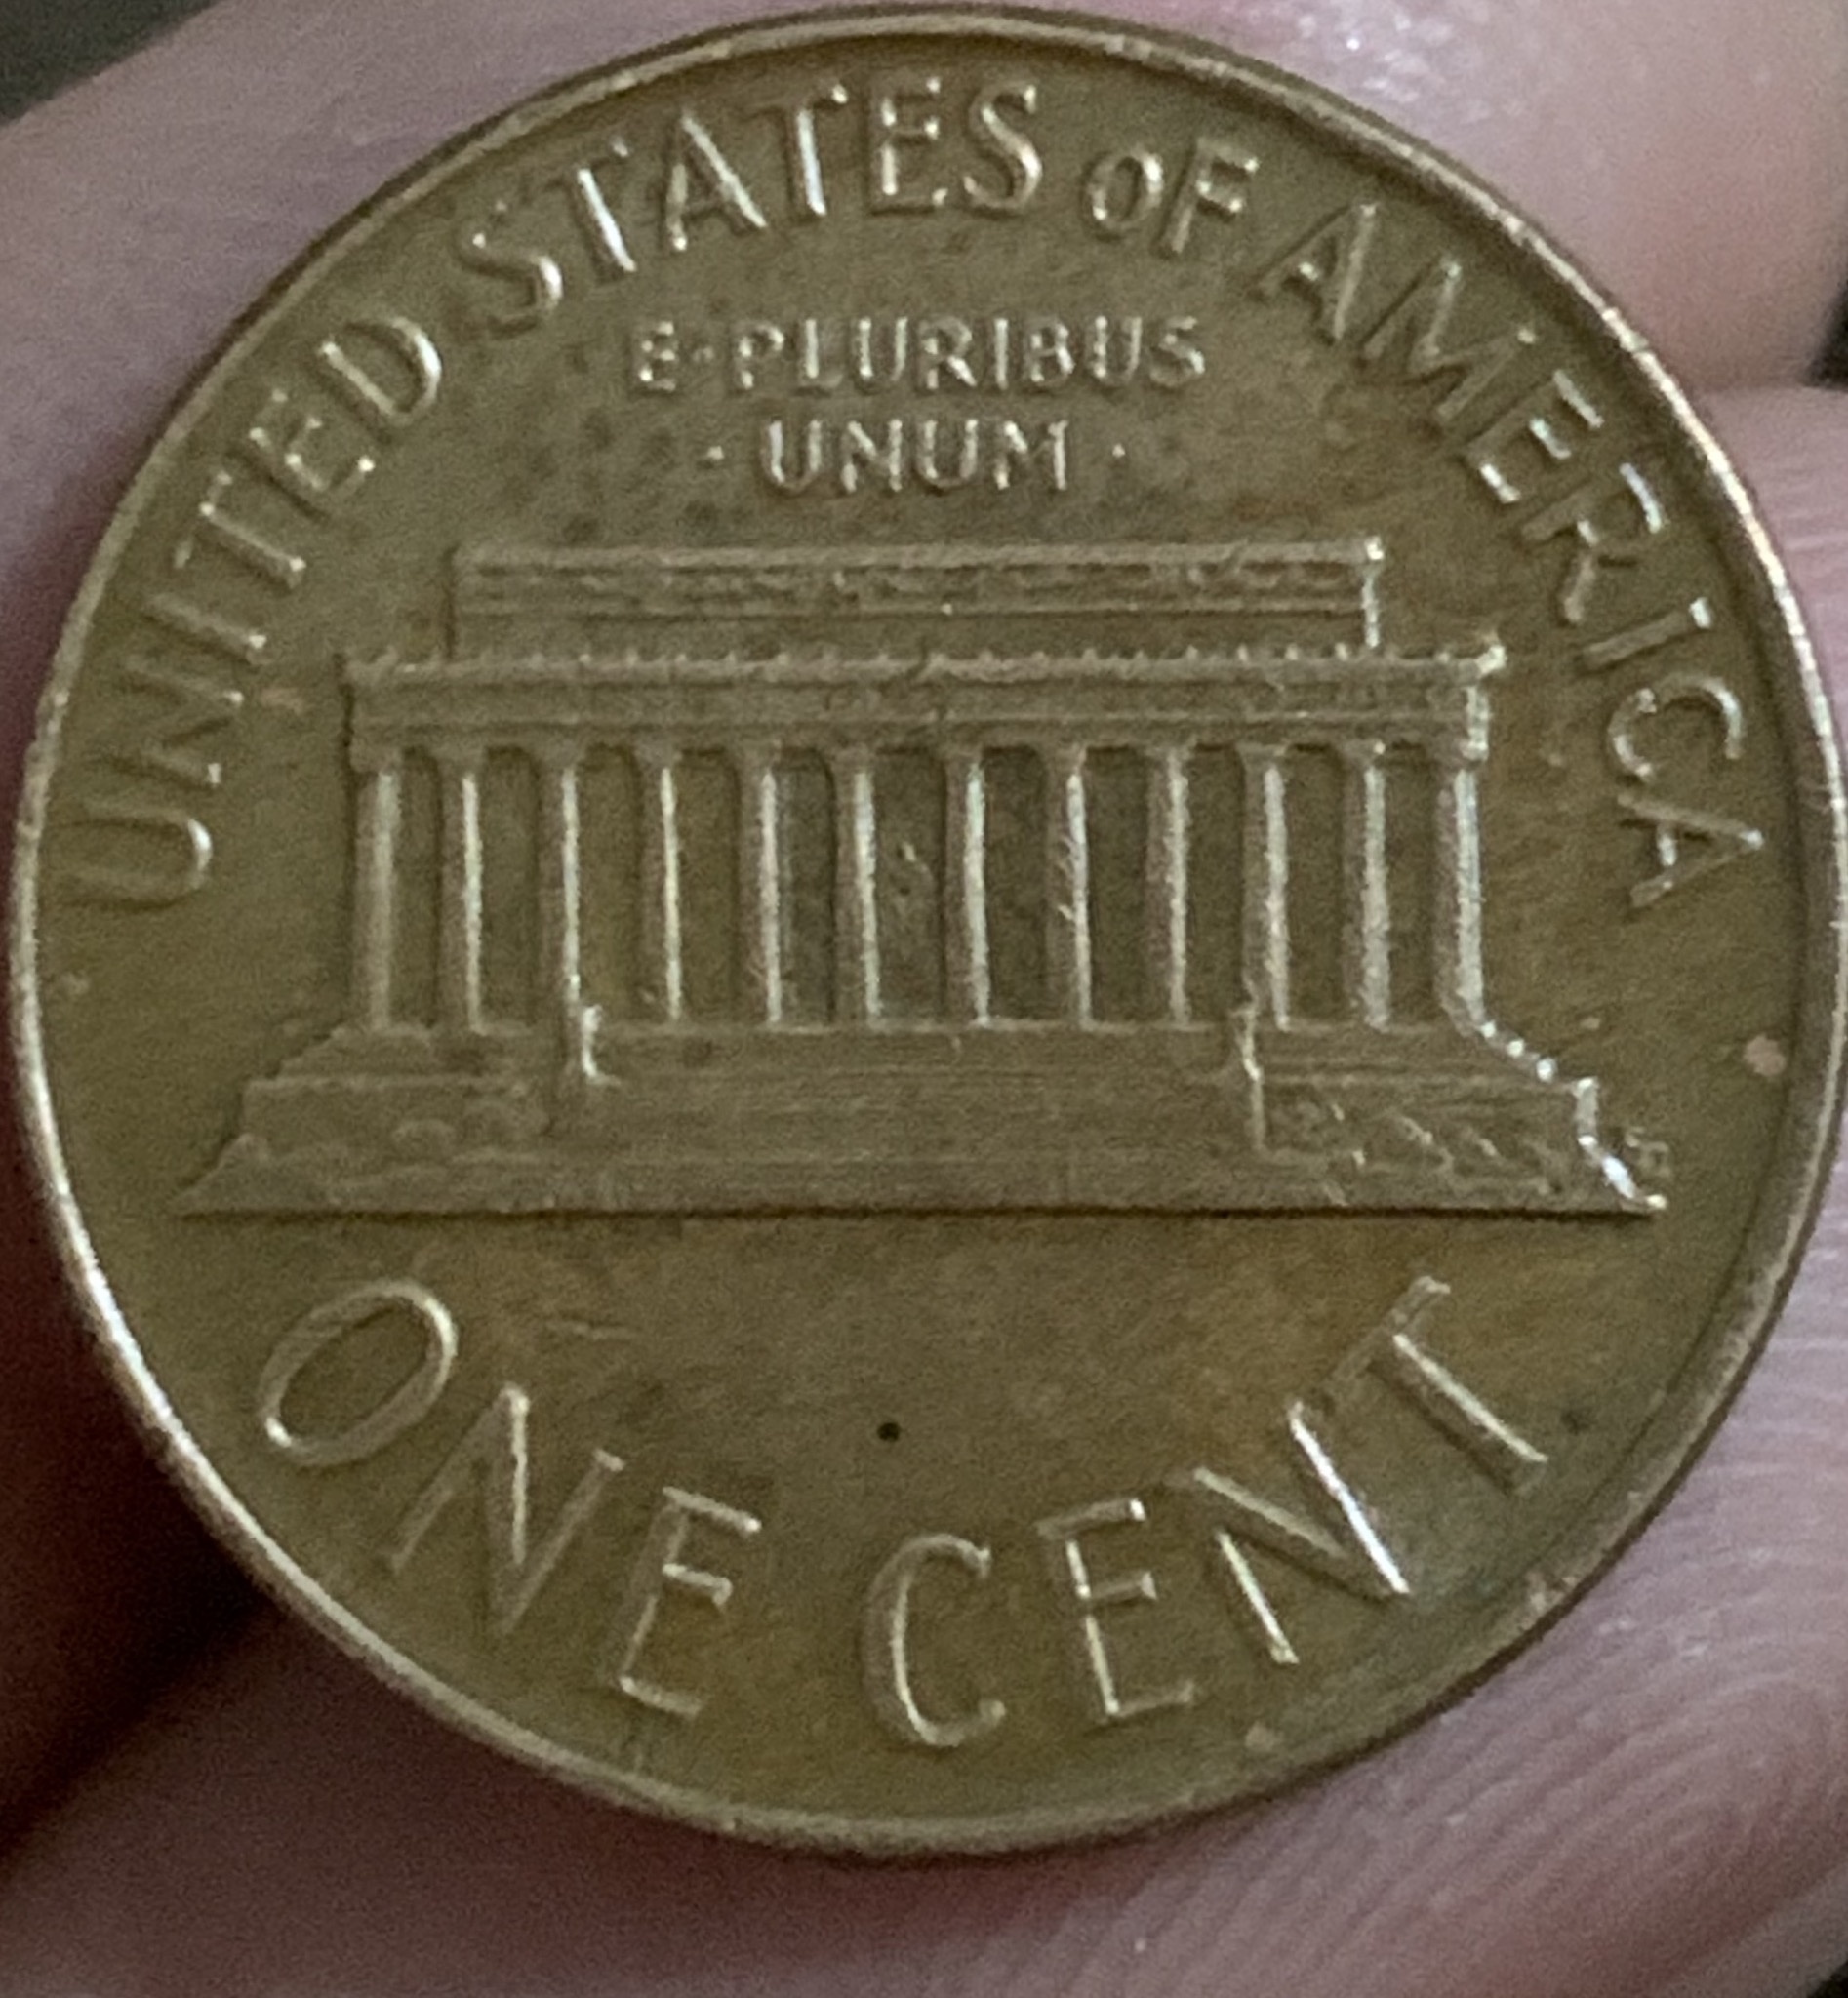 UNITED STATES OF AMERICA
E·PLURIBUS
·UNUM·
ONE CENT